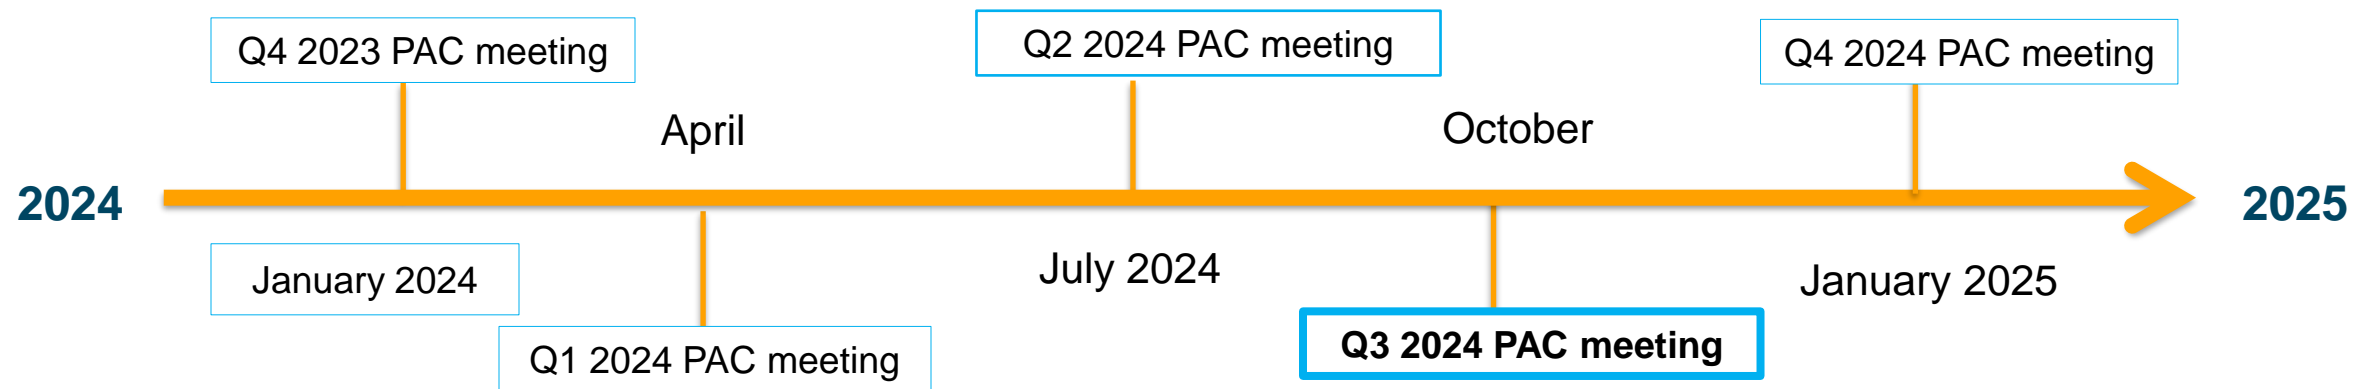 Q4 2023 PAC meeting
Q2 2024 PAC meeting
Q4 2024 PAC meeting
April
October
2024
2025
January 2024
July 2024
January 2025
Q1 2024 PAC meeting
Q3 2024 PAC meeting